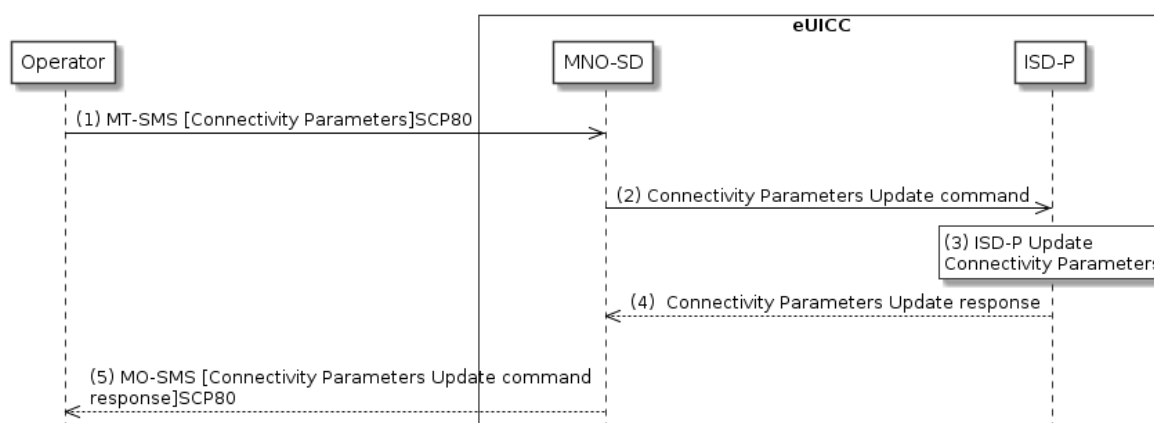 eUICC
Operator
MNO-SD
ISD-P
(1) MT-SMS [Connectivity Parameters]SCP80
(2) Connectivity Parameters Update command
(3) ISD-P Update
Connectivity Parameters
(4)  Connectivity Parameters Update response
(5) MO-SMS [Connectivity Parameters Update command
response]SCP80